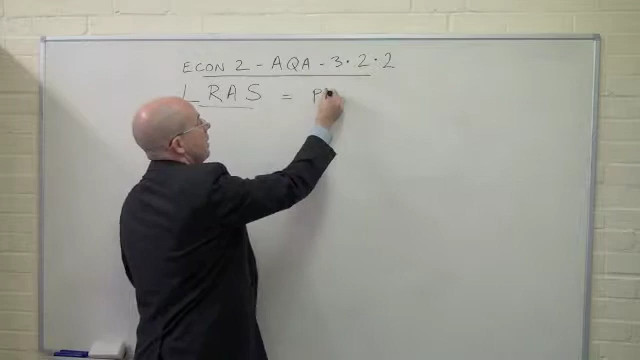 ECON 2 - AQA - 3.2.2
LRAS =